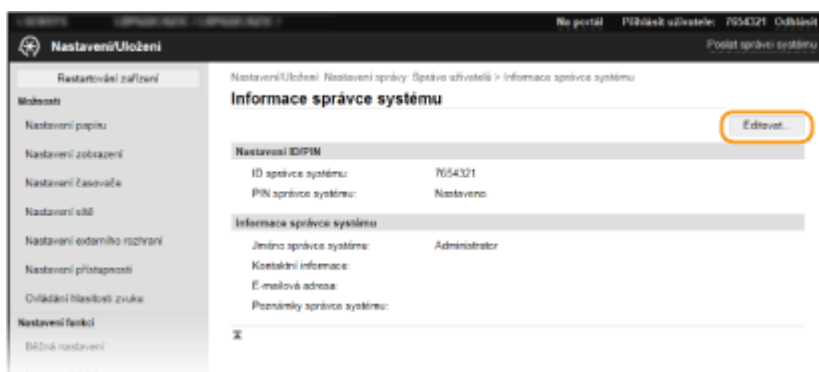 Na portál Přihlásit uživatele: 7654321 Odhlásit
Nastavení/Uložení
Poslat správci systému
Restartování zařízení
Nastavení/Uložení: Nastavení správy: Správa uživatelů > Informace správce systému
Možnosti
Informace správce systému
Nastavení papíru
Editovat...
Nastavení zobrazení
Nastavení ID/PIN
ID správce systému: 7654321
Nastavení časovače
PIN správce systému: Nastaveno.
Nastavení sítě
Informace správce systému
Nastavení externího rozhraní
Jméno správce systému: Administrator
Kontaktní informace:
Nastavení přístupnosti
E-mailová adresa:
Ovládání hlasitosti zvuku
Poznámky správce systému:
Nastavení funkcí
Běžná nastavení